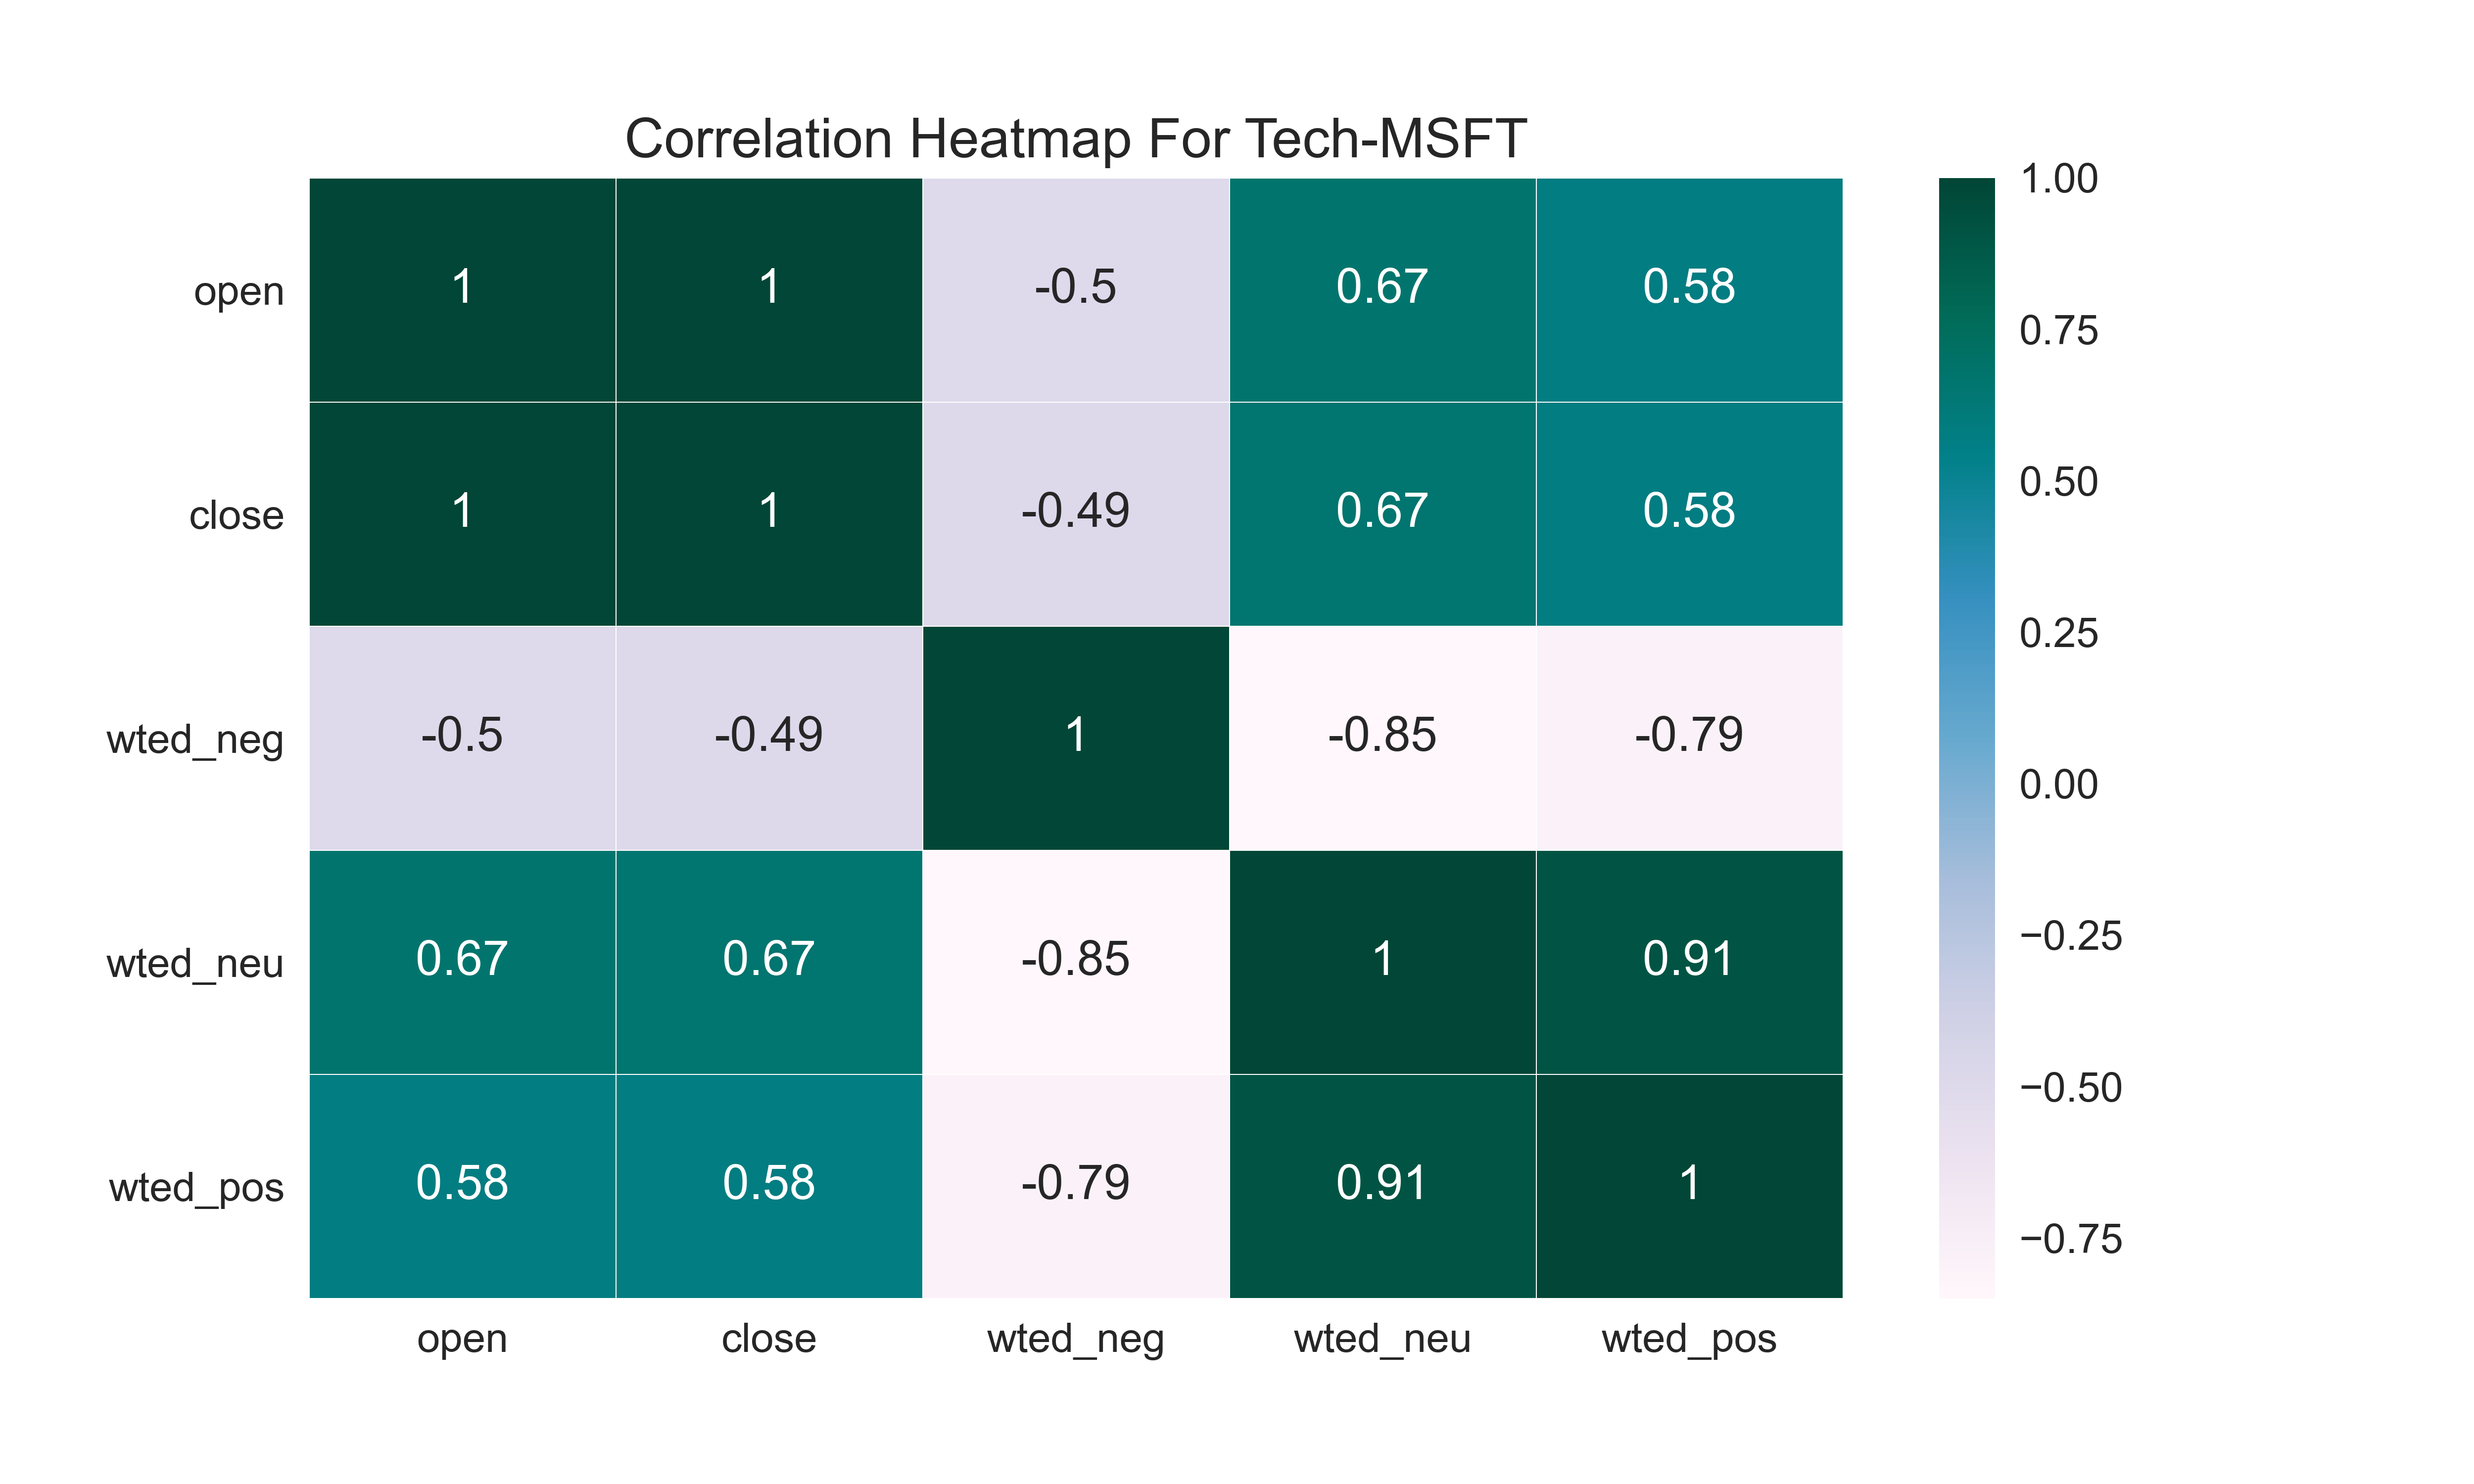 Correlation Heatmap For Tech-MSFT
open 1 1 -0.5 0.67 0.58
close 1 1 -0.49 0.67 0.58
wted_neg -0.5 -0.49 1 -0.85 -0.79
wted_neu 0.67 0.67 -0.85 1 0.91
wted_pos 0.58 0.58 -0.79 0.91 1
open close wted_neg wted_neu wted_pos
1.00
0.75
0.50
0.25
0.00
−0.25
−0.50
−0.75